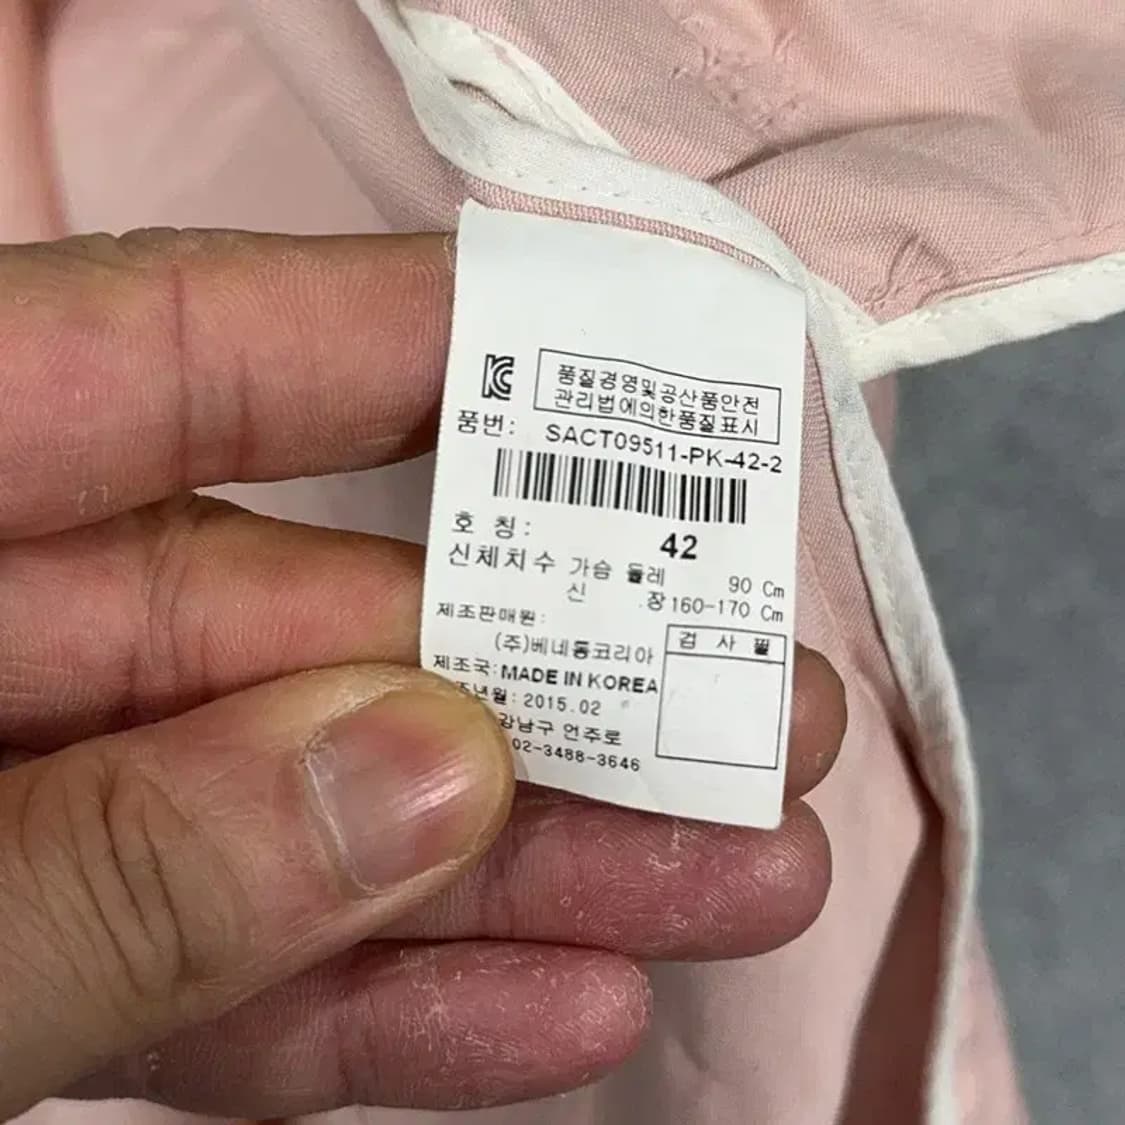 KC
품질경영및공산품안전
관리법에의한품질표시
품번: SACT09511-PK-42-2
호 칭: 42
신체치수 가슴 둘레 90 Cm
신 장 160-170 Cm
제조판매원:
(주)베네통코리아
검 사 필
제조국: MADE IN KOREA
조년월: 2015.02
강남구 언주로
02-3488-3646